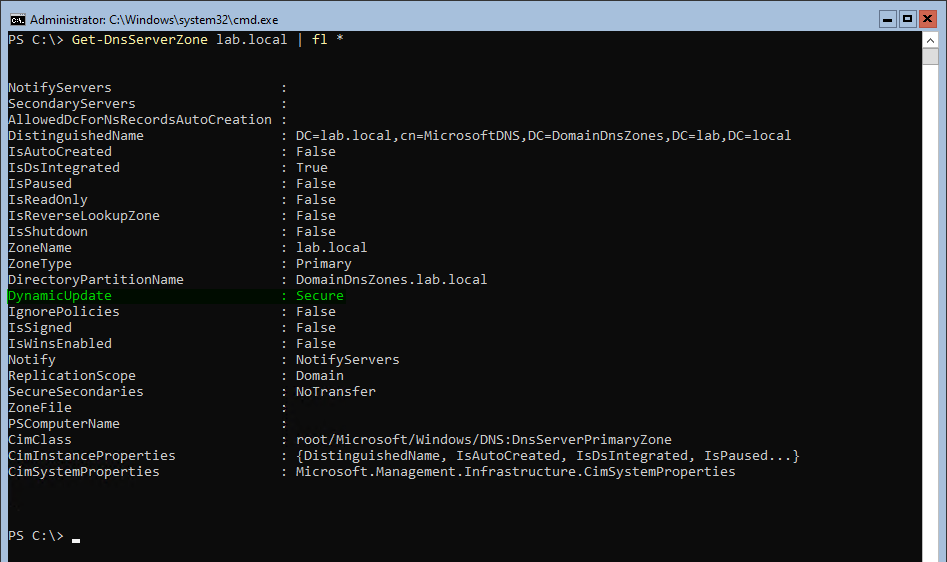 Administrator: C:\Windows\system32\cmd.exe
PS C:\> Get-DnsServerZone lab.local | fl *
NotifyServers :
SecondaryServers :
AllowedDcForNsRecordsAutoCreation :
DistinguishedName : DC=lab.local,cn=MicrosoftDNS,DC=DomainDnsZones,DC=lab,DC=local
IsAutoCreated : False
IsDsIntegrated : True
IsPaused : False
IsReadOnly : False
IsReverseLookupZone : False
IsShutdown : False
ZoneName : lab.local
ZoneType : Primary
DirectoryPartitionName : DomainDnsZones.lab.local
DynamicUpdate : Secure
IgnorePolicies : False
IsSigned : False
IsWinsEnabled : False
Notify : NotifyServers
ReplicationScope : Domain
SecureSecondaries : NoTransfer
ZoneFile :
PSComputerName :
CimClass : root/Microsoft/Windows/DNS:DnsServerPrimaryZone
CimInstanceProperties : {DistinguishedName, IsAutoCreated, IsDsIntegrated, IsPaused...}
CimSystemProperties : Microsoft.Management.Infrastructure.CimSystemProperties
PS C:\>